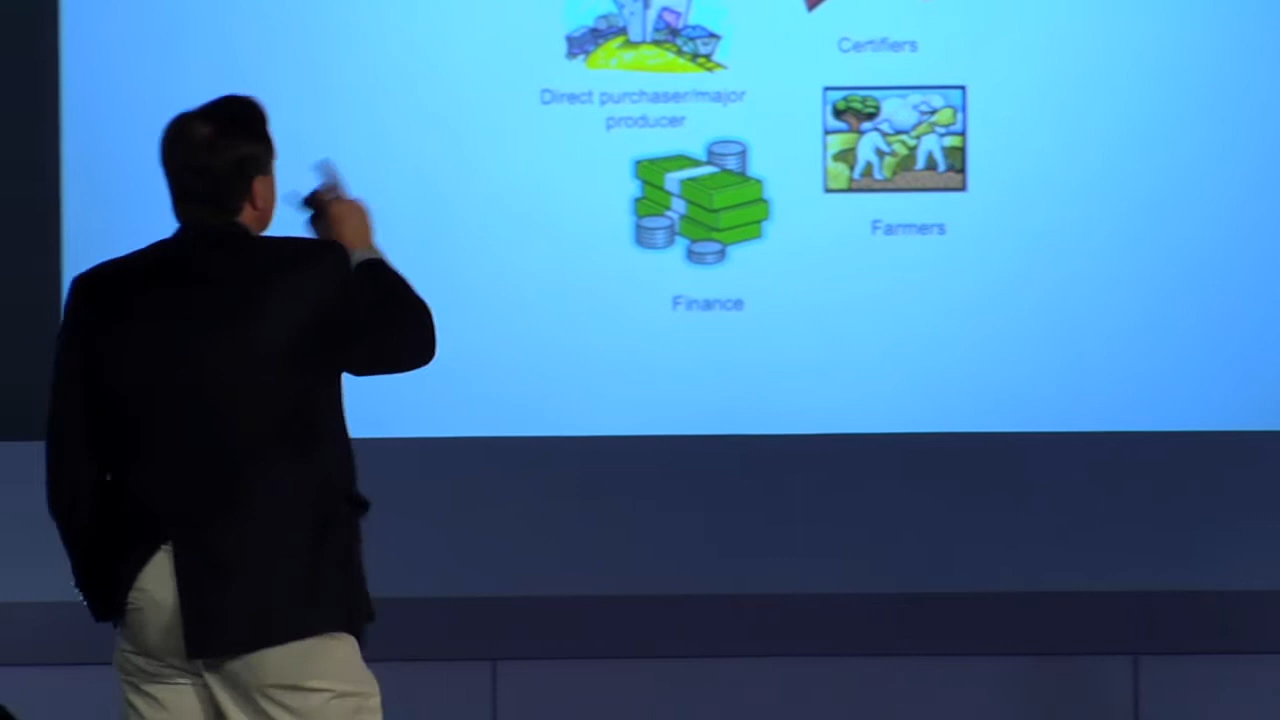 Certifiers
Direct purchaser/major
producer
Farmers
Finance